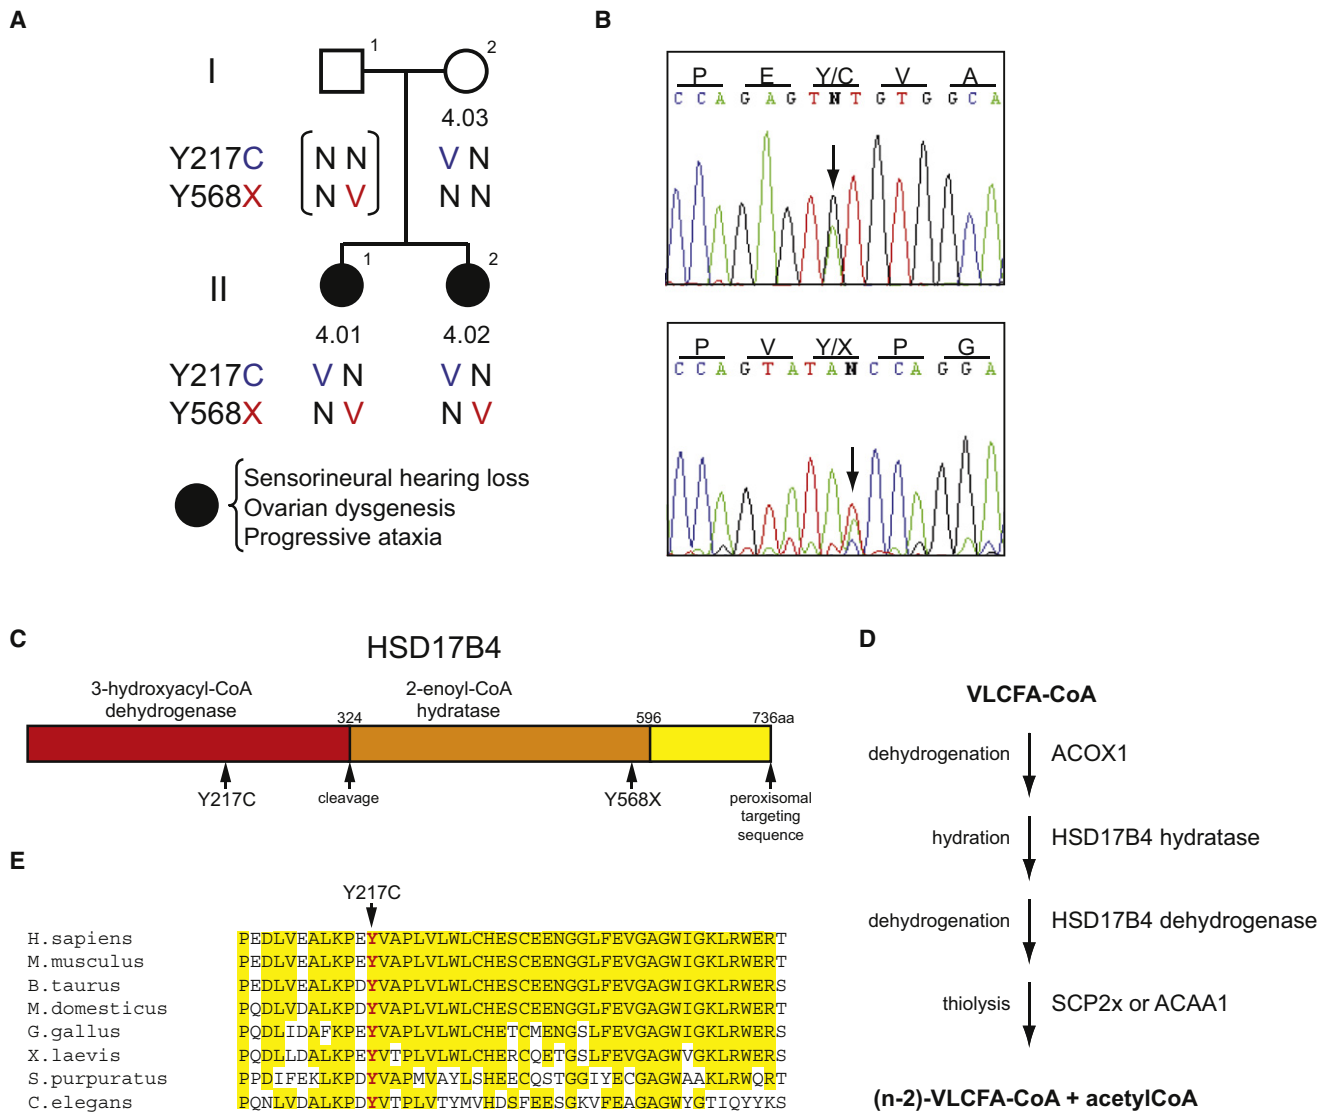 A
1
2
I
4.03
Y217C N N V N
Y568X N V N N
1
2
II
4.01 4.02
Y217C V N V N
Y568X N V N V
Sensorineural hearing loss
Ovarian dysgenesis
Progressive ataxia
B
P E Y/C V A
C C A G A G T N T G T G G C A
P V Y/X P G
C C A G T A T A N C C A G G A
C
HSD17B4
3-hydroxyacyl-CoA
dehydrogenase
2-enoyl-CoA
hydratase
324 596 736aa
Y217C
cleavage
Y568X
peroxisomal
targeting
sequence
D
VLCFA-CoA
dehydrogenation ACOX1
hydration HSD17B4 hydratase
dehydrogenation HSD17B4 dehydrogenase
thiolysis SCP2x or ACAA1
(n-2)-VLCFA-CoA + acetylCoA
E
Y217C
H.sapiens PEDLVEALKPEYVAPLVLWLCHESCEENGGLFEVGAGWIGKLRWERT
M.musculus PEDLVEALKPEYVAPLVLWLCHESCEENGGLFEVGAGWIGKLRWERT
B.taurus PEDLVEALKPDYVAPLVLWLCHESCEENGGLFEVGAGWIGKLRWERS
M.domesticus PQDLVDALKPDYVAPLVLWLCHESCEENGGLFEVGAGWIGKLRWERT
G.gallus PQDLIDAFKPEYVAPLVLWLCHETCMENGSLFEVGAGWIGKLRWERS
X.laevis PQDLLDALKPEYVTPLVLWLCHERCQETGSLFEVGAGWVGKLRWERS
S.purpuratus PPDIFEKLKPDYVAPMVAYLSHEECQSTGGIYECGAGWAAKLRWQRT
C.elegans PQNLVDALKPDYVTPLVTYMVHDSFEESGKVFEAGAGWYGTIQYYKS